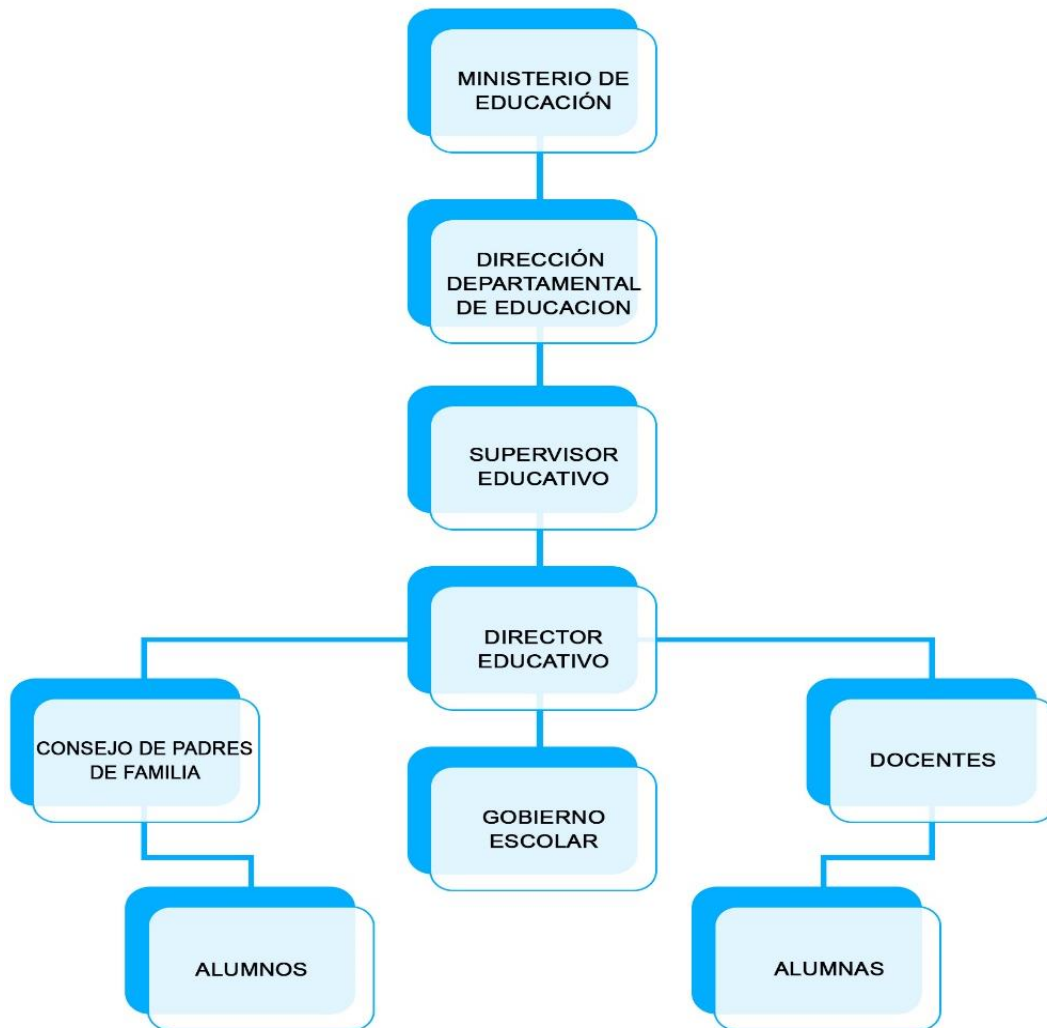 MINISTERIO DE
EDUCACIÓN
DIRECCIÓN
DEPARTAMENTAL
DE EDUCACION
SUPERVISOR
EDUCATIVO
DIRECTOR
EDUCATIVO
CONSEJO DE PADRES
DE FAMILIA
GOBIERNO
ESCOLAR
DOCENTES
ALUMNOS
ALUMNAS